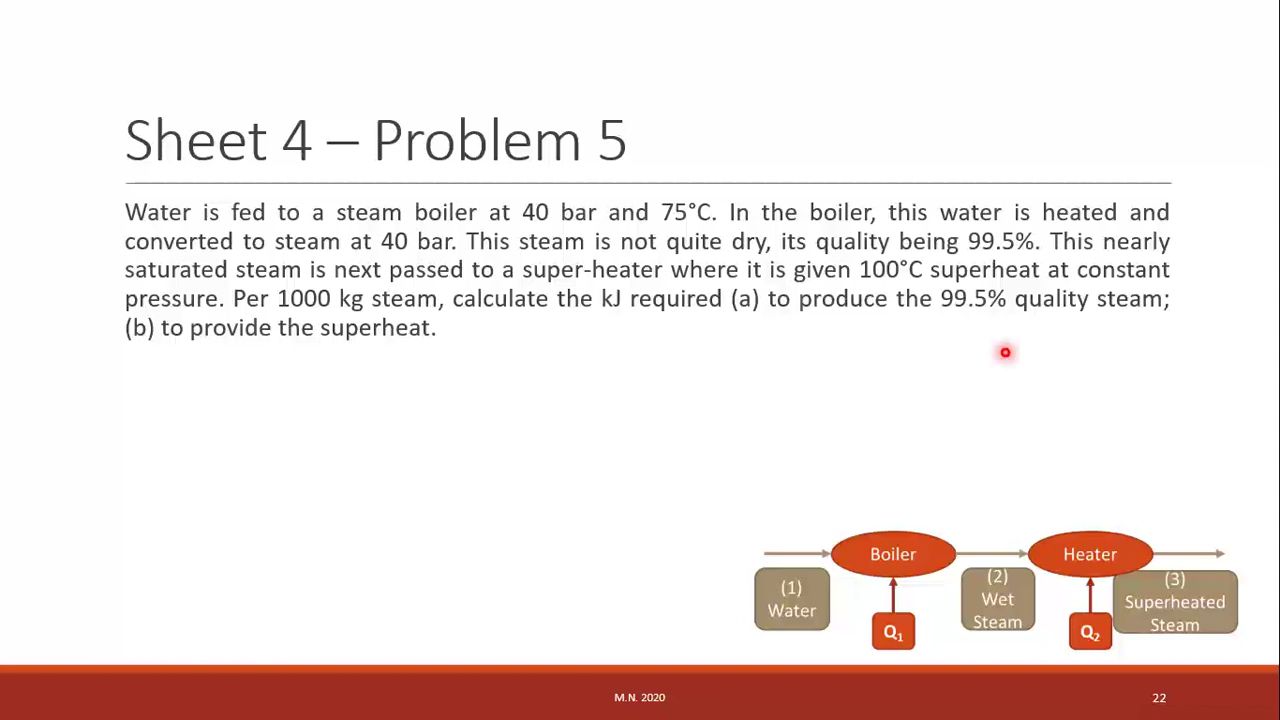 Sheet 4 – Problem 5
Water is fed to a steam boiler at 40 bar and 75°C. In the boiler, this water is heated and
converted to steam at 40 bar. This steam is not quite dry, its quality being 99.5%. This nearly
saturated steam is next passed to a super-heater where it is given 100°C superheat at constant
pressure. Per 1000 kg steam, calculate the kJ required (a) to produce the 99.5% quality steam;
(b) to provide the superheat.
Boiler
Heater
(1)
Water
(2)
Wet
Steam
(3)
Superheated
Steam
Q₁
Q₂
M.N. 2020
22